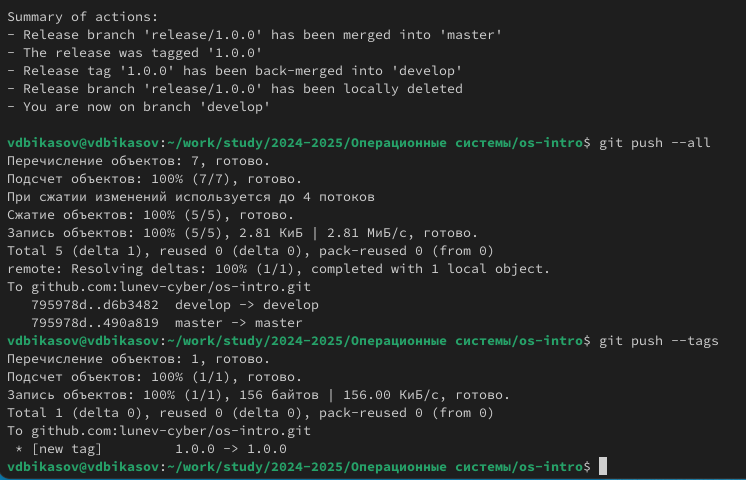 Summary of actions:
- Release branch 'release/1.0.0' has been merged into 'master'
- The release was tagged '1.0.0'
- Release tag '1.0.0' has been back-merged into 'develop'
- Release branch 'release/1.0.0' has been locally deleted
- You are now on branch 'develop'
vdbikasov@vdbikasov:~/work/study/2024-2025/Операционные системы/os-intro$ git push --all
Перечисление объектов: 7, готово.
Подсчет объектов: 100% (7/7), готово.
При сжатии изменений используется до 4 потоков
Сжатие объектов: 100% (5/5), готово.
Запись объектов: 100% (5/5), 2.81 КиБ | 2.81 МиБ/с, готово.
Total 5 (delta 1), reused 0 (delta 0), pack-reused 0 (from 0)
remote: Resolving deltas: 100% (1/1), completed with 1 local object.
To github.com:lunev-cyber/os-intro.git
   795978d..d6b3482  develop -> develop
   795978d..490a819  master -> master
vdbikasov@vdbikasov:~/work/study/2024-2025/Операционные системы/os-intro$ git push --tags
Перечисление объектов: 1, готово.
Подсчет объектов: 100% (1/1), готово.
Запись объектов: 100% (1/1), 156 байтов | 156.00 КиБ/с, готово.
Total 1 (delta 0), reused 0 (delta 0), pack-reused 0 (from 0)
To github.com:lunev-cyber/os-intro.git
 * [new tag]         1.0.0 -> 1.0.0
vdbikasov@vdbikasov:~/work/study/2024-2025/Операционные системы/os-intro$